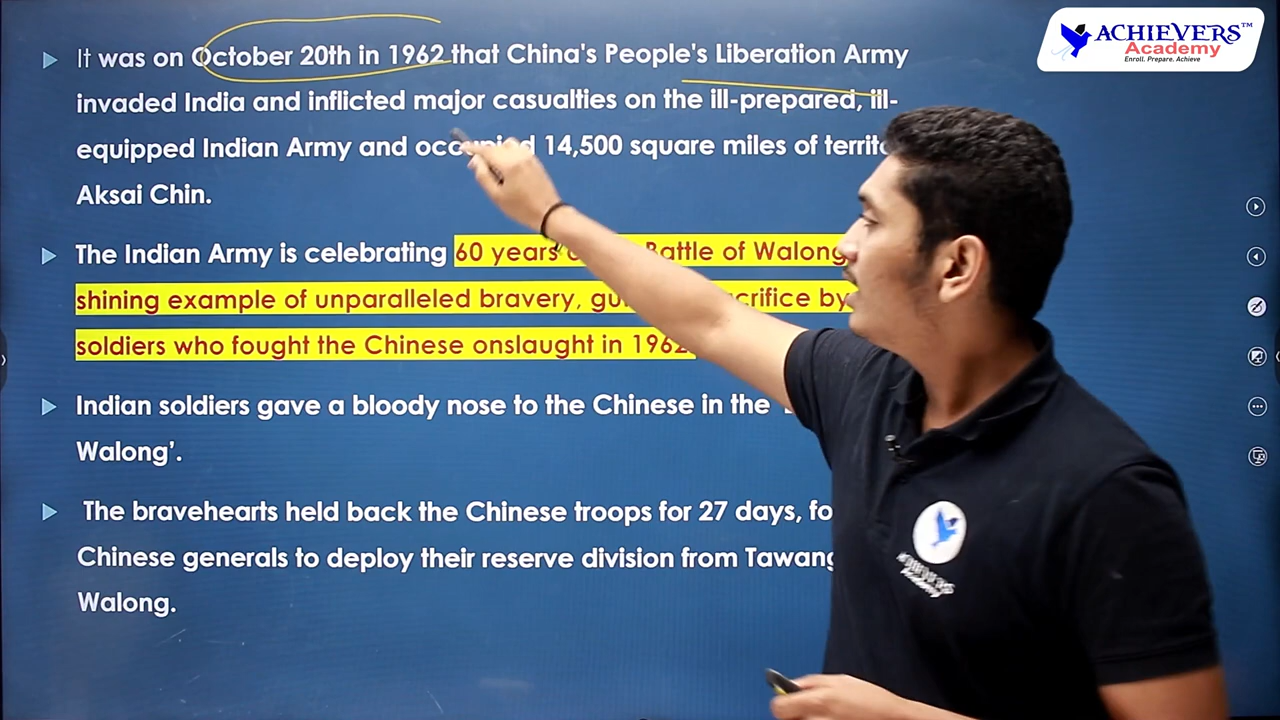 ACHIEVERS™
Academy
Enroll. Prepare. Achieve
It was on October 20th in 1962 that China's People's Liberation Army
invaded India and inflicted major casualties on the ill-prepared, ill-
equipped Indian Army and occupied 14,500 square miles of
Aksai Chin.
The Indian Army is celebrating 60 years Battle of Walong
shining example of unparalleled bravery, by
soldiers who fought the Chinese onslaught in 1962
Indian soldiers gave a bloody nose to the Chinese in the
Walong’.
The bravehearts held back the Chinese troops for 27 days,
Chinese generals to deploy their reserve division from Tawang
Walong.
ACHIEVERS
Academy